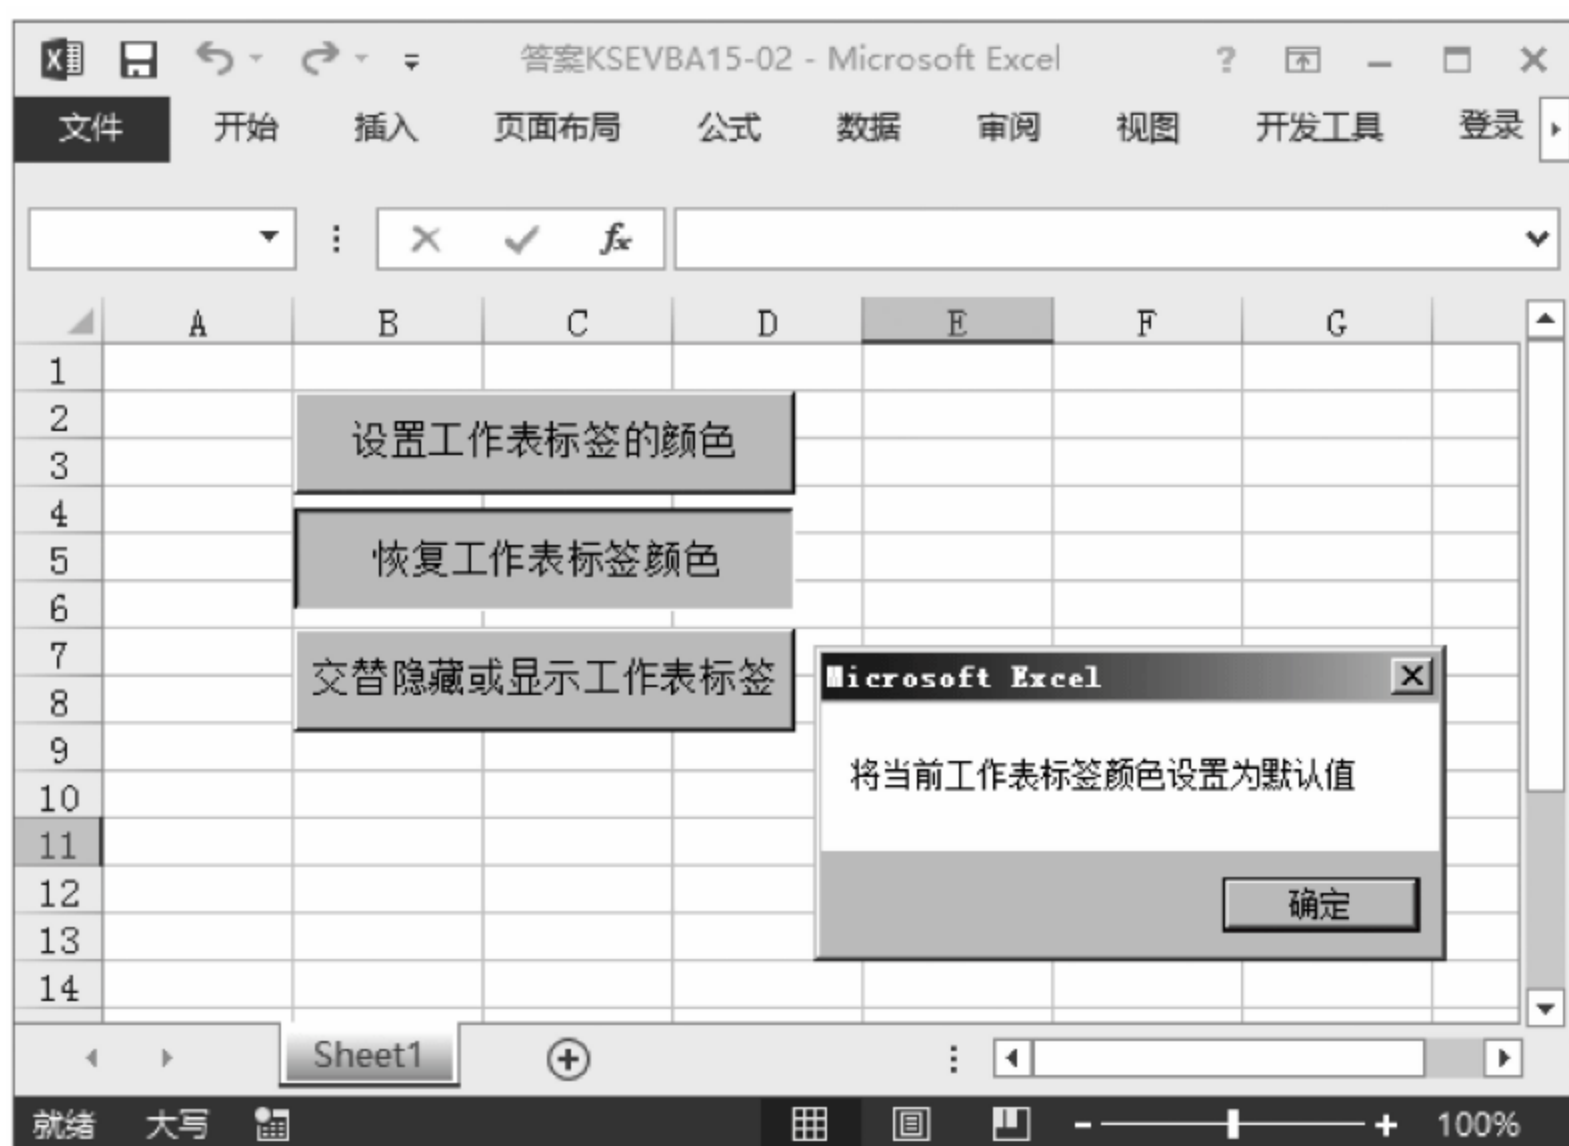 答案KSEVBA15-02 - Microsoft Excel ?
文件 开始 插入 页面布局 公式 数据 审阅 视图 开发工具 登录
fx
A B C D E F G
1
2
3
设置工作表标签的颜色
4
5
6
恢复工作表标签颜色
7
8
交替隐藏或显示工作表标签
9
10
11
12
13
14
Microsoft Excel
将当前工作表标签颜色设置为默认值
确定
Sheet1
就绪 大写 100%